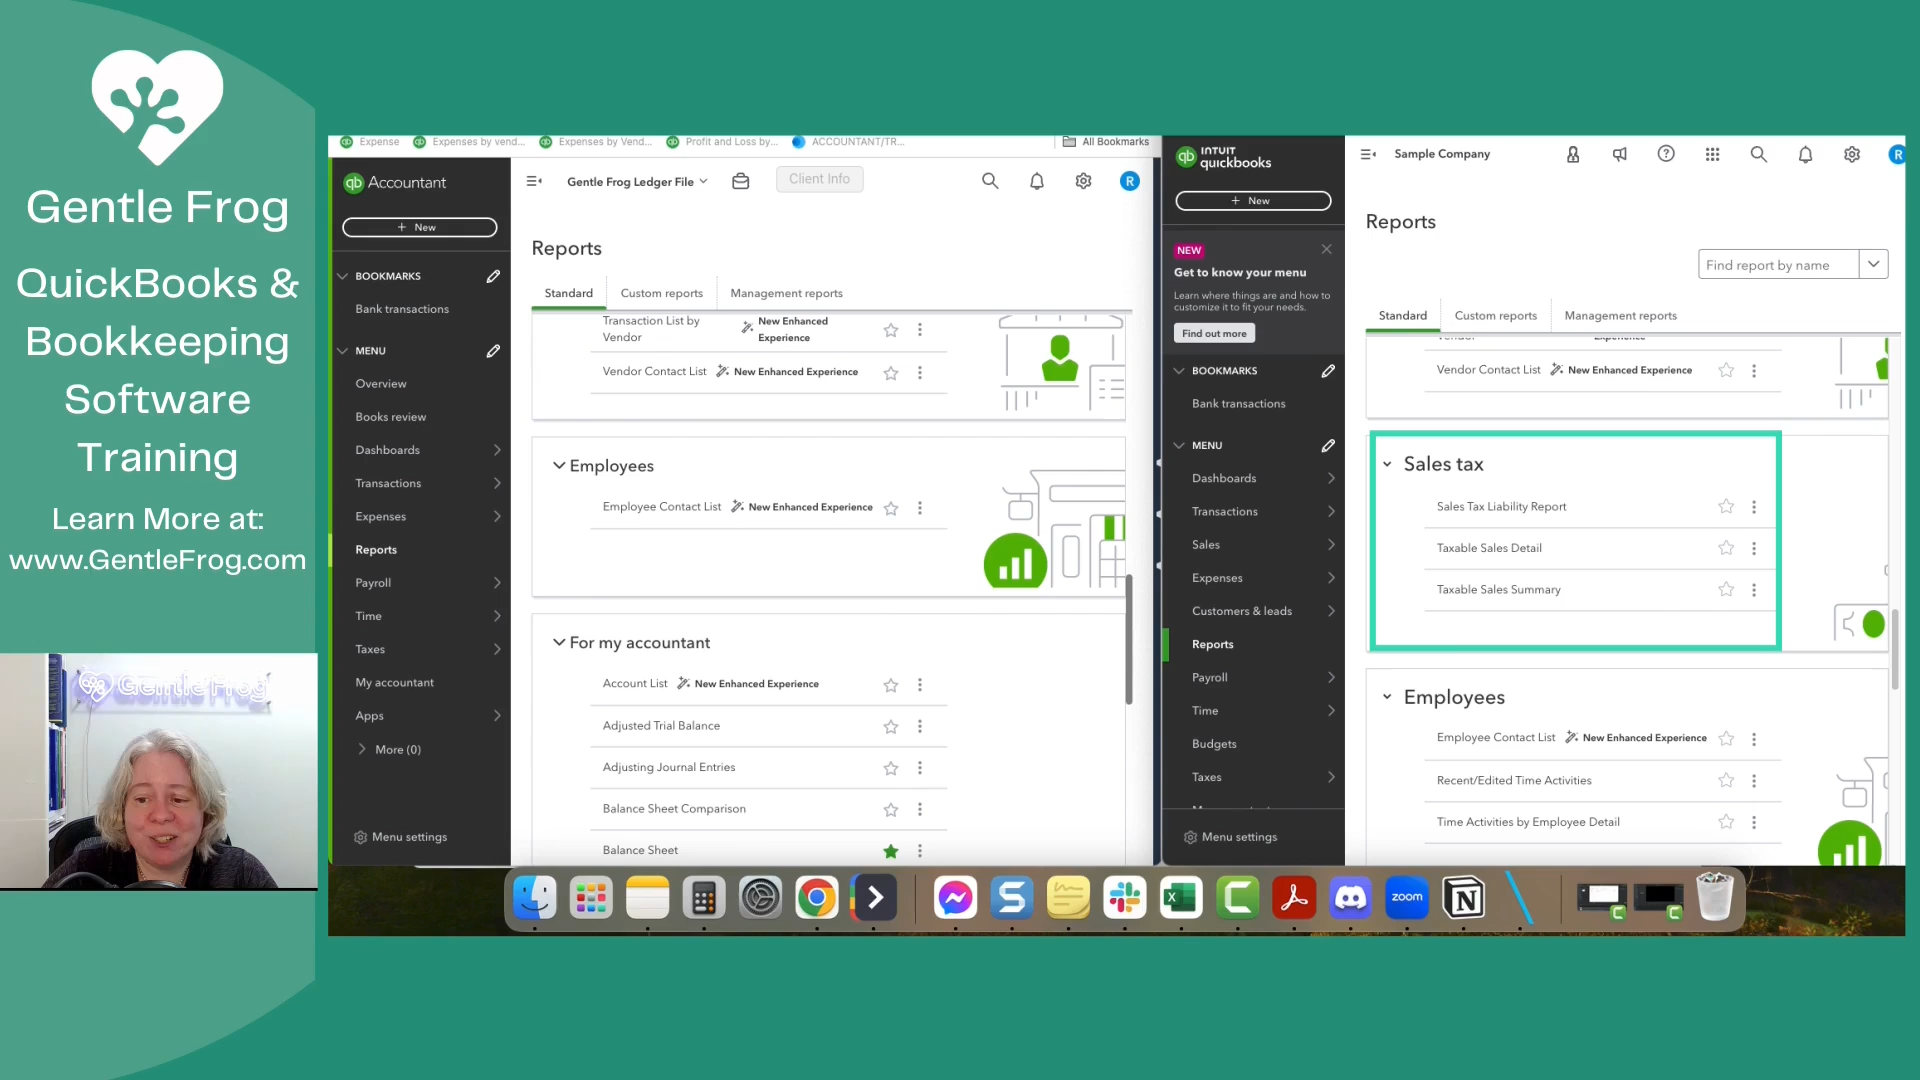 Gentle Frog
QuickBooks &
Bookkeeping
Software
Training
Learn More at:
www.GentleFrog.com
Gentle Frog
Expense
Expenses by vend...
Expenses by Vend...
Profit and Loss by...
ACCOUNTANT/TR...
All Bookmarks
qb Accountant
+ New
BOOKMARKS
Bank transactions
MENU
Overview
Books review
Dashboards
Transactions
Expenses
Reports
Payroll
Time
Taxes
My accountant
Apps
More (0)
Menu settings
Gentle Frog Ledger File
Client Info
R
Reports
Standard
Custom reports
Management reports
Transaction List by
Vendor
New Enhanced
Experience
Vendor Contact List
New Enhanced Experience
Employees
Employee Contact List
New Enhanced Experience
For my accountant
Account List
New Enhanced Experience
Adjusted Trial Balance
Adjusting Journal Entries
Balance Sheet Comparison
Balance Sheet
qb INTUIT
quickbooks
+ New
NEW
Get to know your menu
Learn where things are and how to
customize it to fit your needs.
Find out more
BOOKMARKS
Bank transactions
MENU
Dashboards
Transactions
Sales
Expenses
Customers & leads
Reports
Payroll
Time
Budgets
Taxes
Menu settings
Sample Company
R
Reports
Find report by name
Standard
Custom reports
Management reports
Vendor Contact List
New Enhanced Experience
Sales tax
Sales Tax Liability Report
Taxable Sales Detail
Taxable Sales Summary
Employees
Employee Contact List
New Enhanced Experience
Recent/Edited Time Activities
Time Activities by Employee Detail
zoom